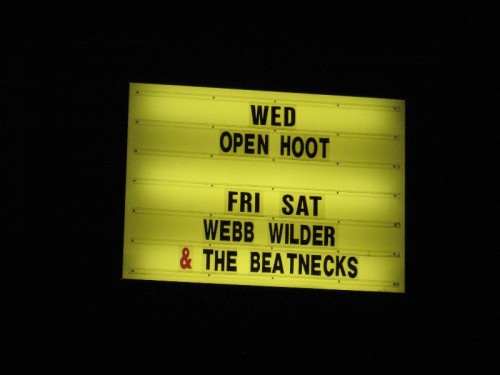 WED
OPEN HOOT
FRI SAT
WEBB WILDER
& THE BEATNECKS